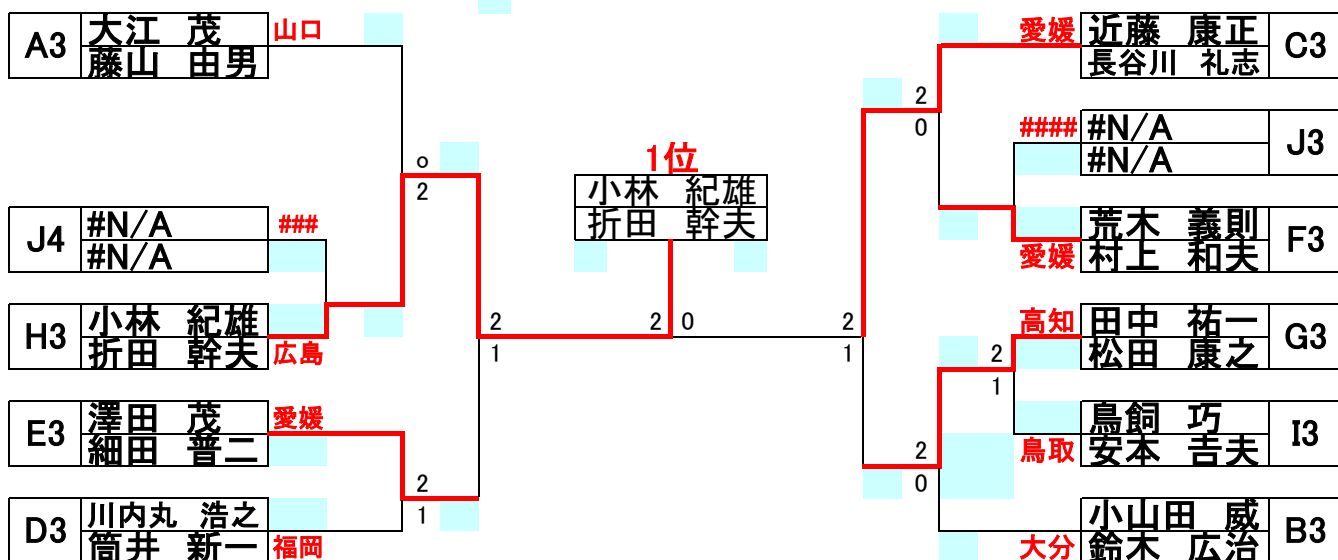 A3 大江 茂 山口
藤山 由男
J4 #N/A ###
#N/A
H3 小林 紀雄
折田 幹夫 広島
E3 澤田 茂 愛媛
細田 普二
D3 川内丸 浩之
筒井 新一 福岡
o
2
2
1
2
1
1位
小林 紀雄
折田 幹夫
2 0
2
0
2
1
2
1
2
0
愛媛 近藤 康正 C3
長谷川 礼志
#### #N/A J3
#N/A
荒木 義則 F3
愛媛 村上 和夫
高知 田中 祐一 G3
松田 康之
鳥飼 巧 I3
鳥取 安本 吉夫
小山田 威 B3
大分 鈴木 広治